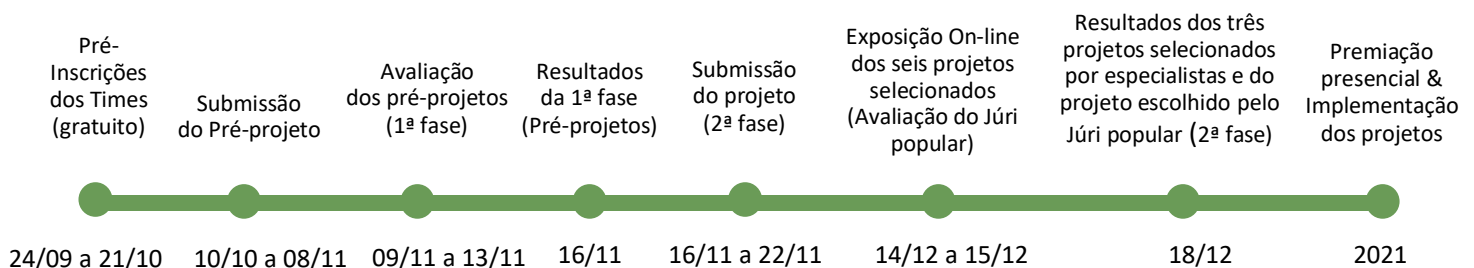 Pré-
Inscrições
dos Times
(gratuito)
Submissão
do Pré-projeto
Avaliação
dos pré-projetos
(1ª fase)
Resultados
da 1ª fase
(Pré-projetos)
Submissão
do projeto
(2ª fase)
Exposição On-line
dos seis projetos
selecionados
(Avaliação do Júri
popular)
Resultados dos três
projetos selecionados
por especialistas e do
projeto escolhido pelo
Júri popular (2ª fase)
Premiação
presencial &
Implementação
dos projetos
24/09 a 21/10
10/10 a 08/11
09/11 a 13/11
16/11
16/11 a 22/11
14/12 a 15/12
18/12
2021